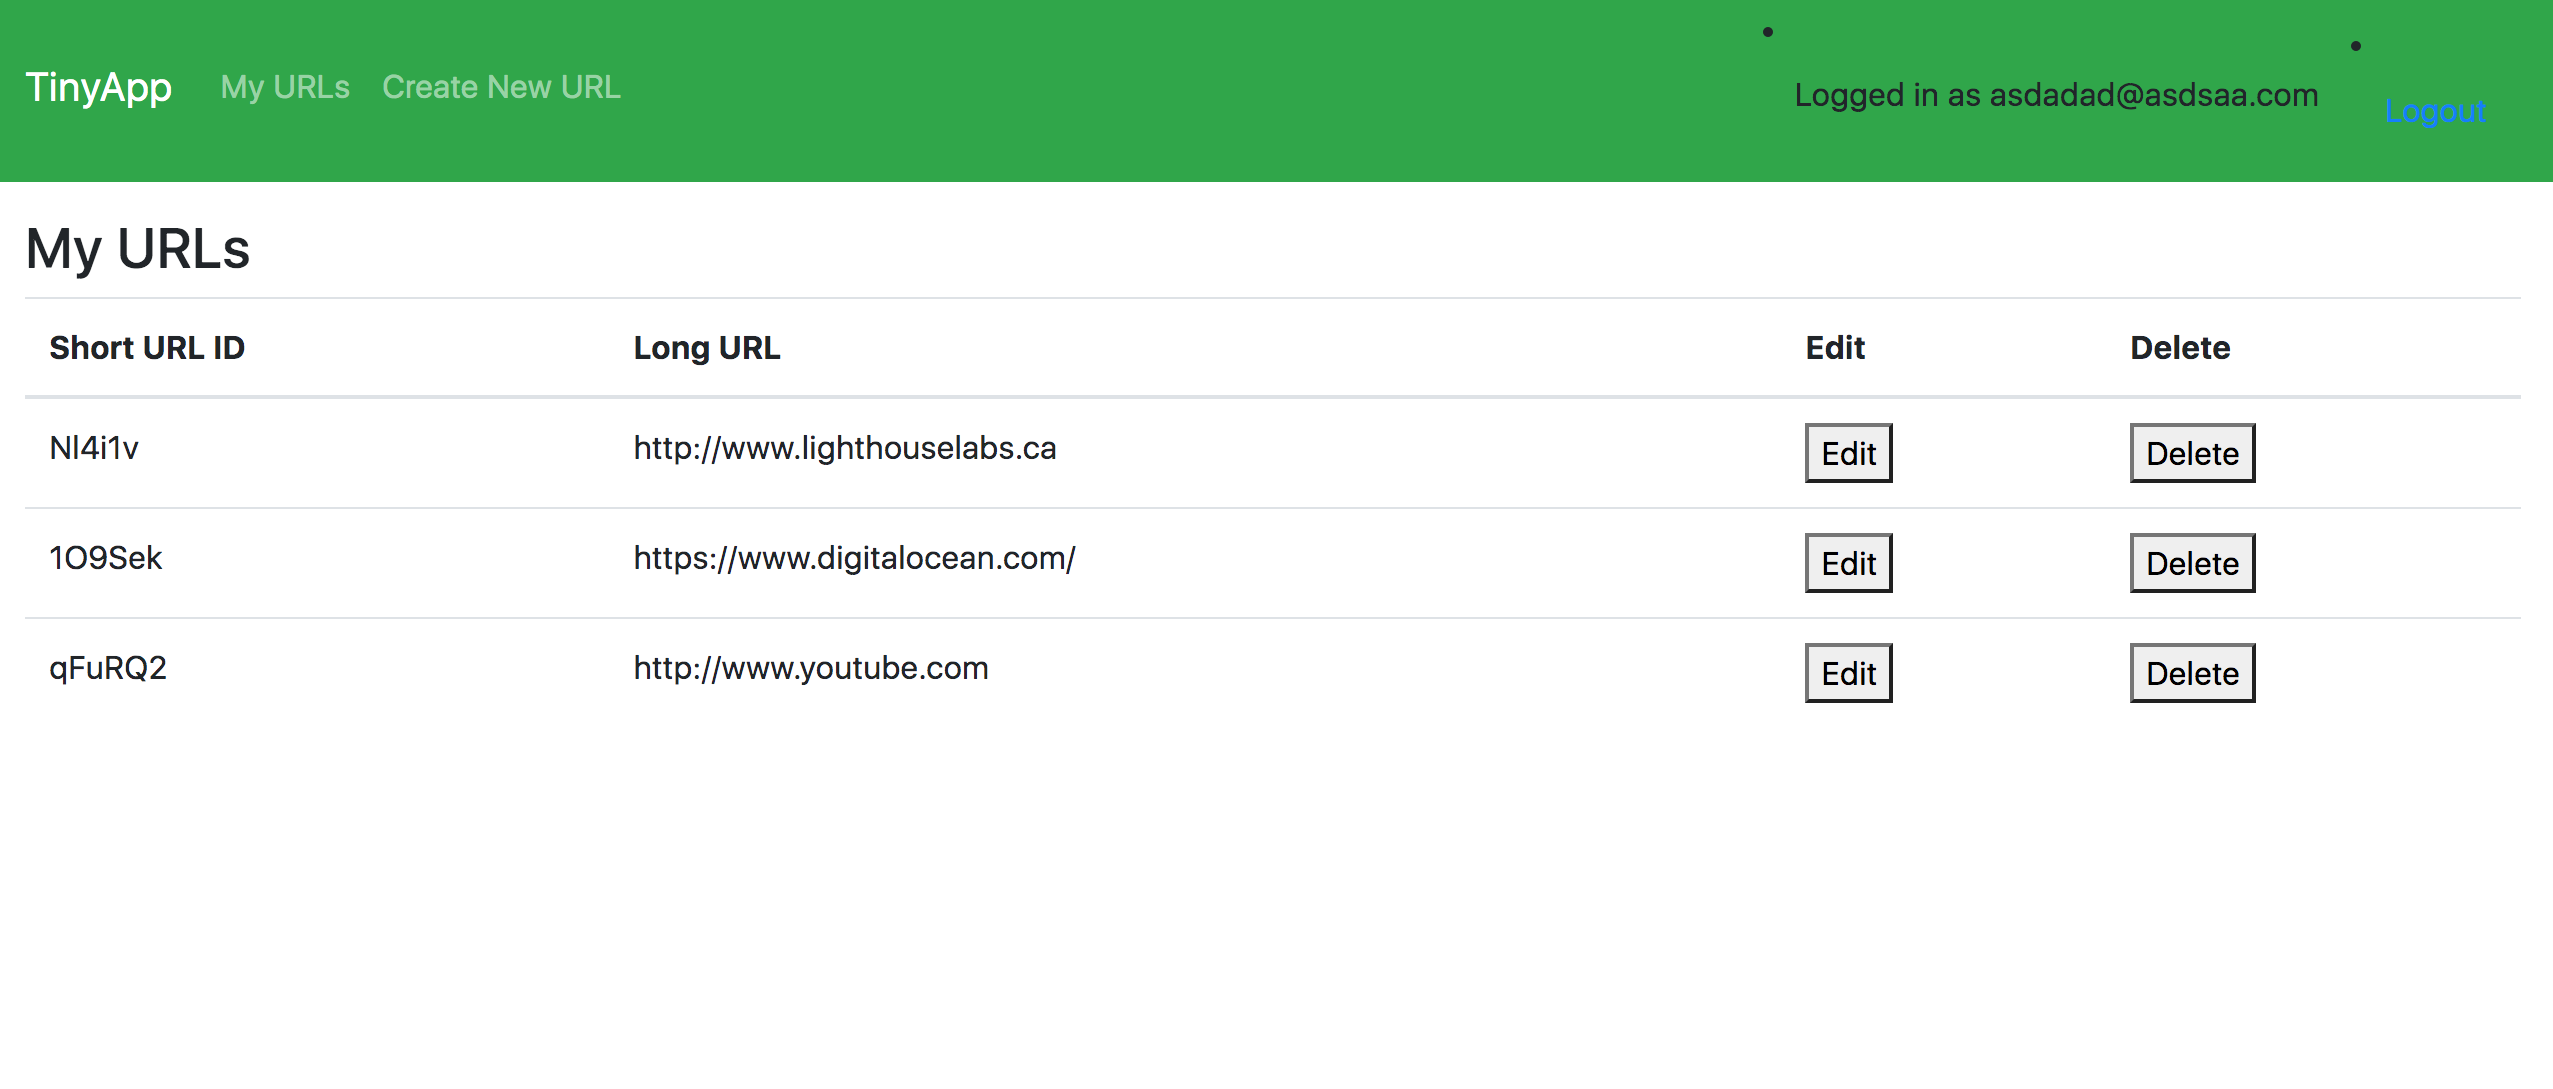 TinyApp My URLs Create New URL Logged in as asdadad@asdsaa.com Logout
My URLs
Short URL ID Long URL Edit Delete
Nl4i1v http://www.lighthouselabs.ca Edit Delete
1O9Sek https://www.digitalocean.com/ Edit Delete
qFuRQ2 http://www.youtube.com Edit Delete